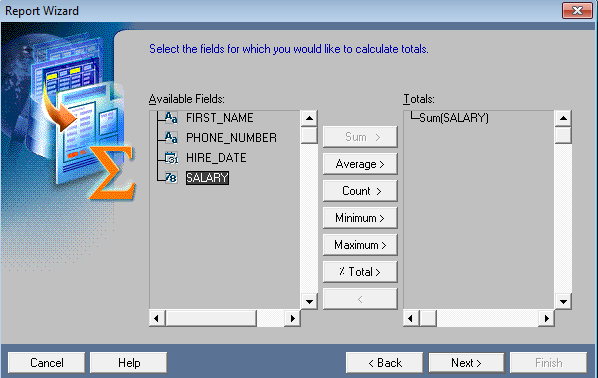 Report Wizard
Select the fields for which you would like to calculate totals.
Available Fields:
Totals:
FIRST_NAME
PHONE_NUMBER
HIRE_DATE
SALARY
Sum >
Average >
Count >
Minimum >
Maximum >
% Total >
<
Sum(SALARY)
Cancel
Help
< Back
Next >
Finish